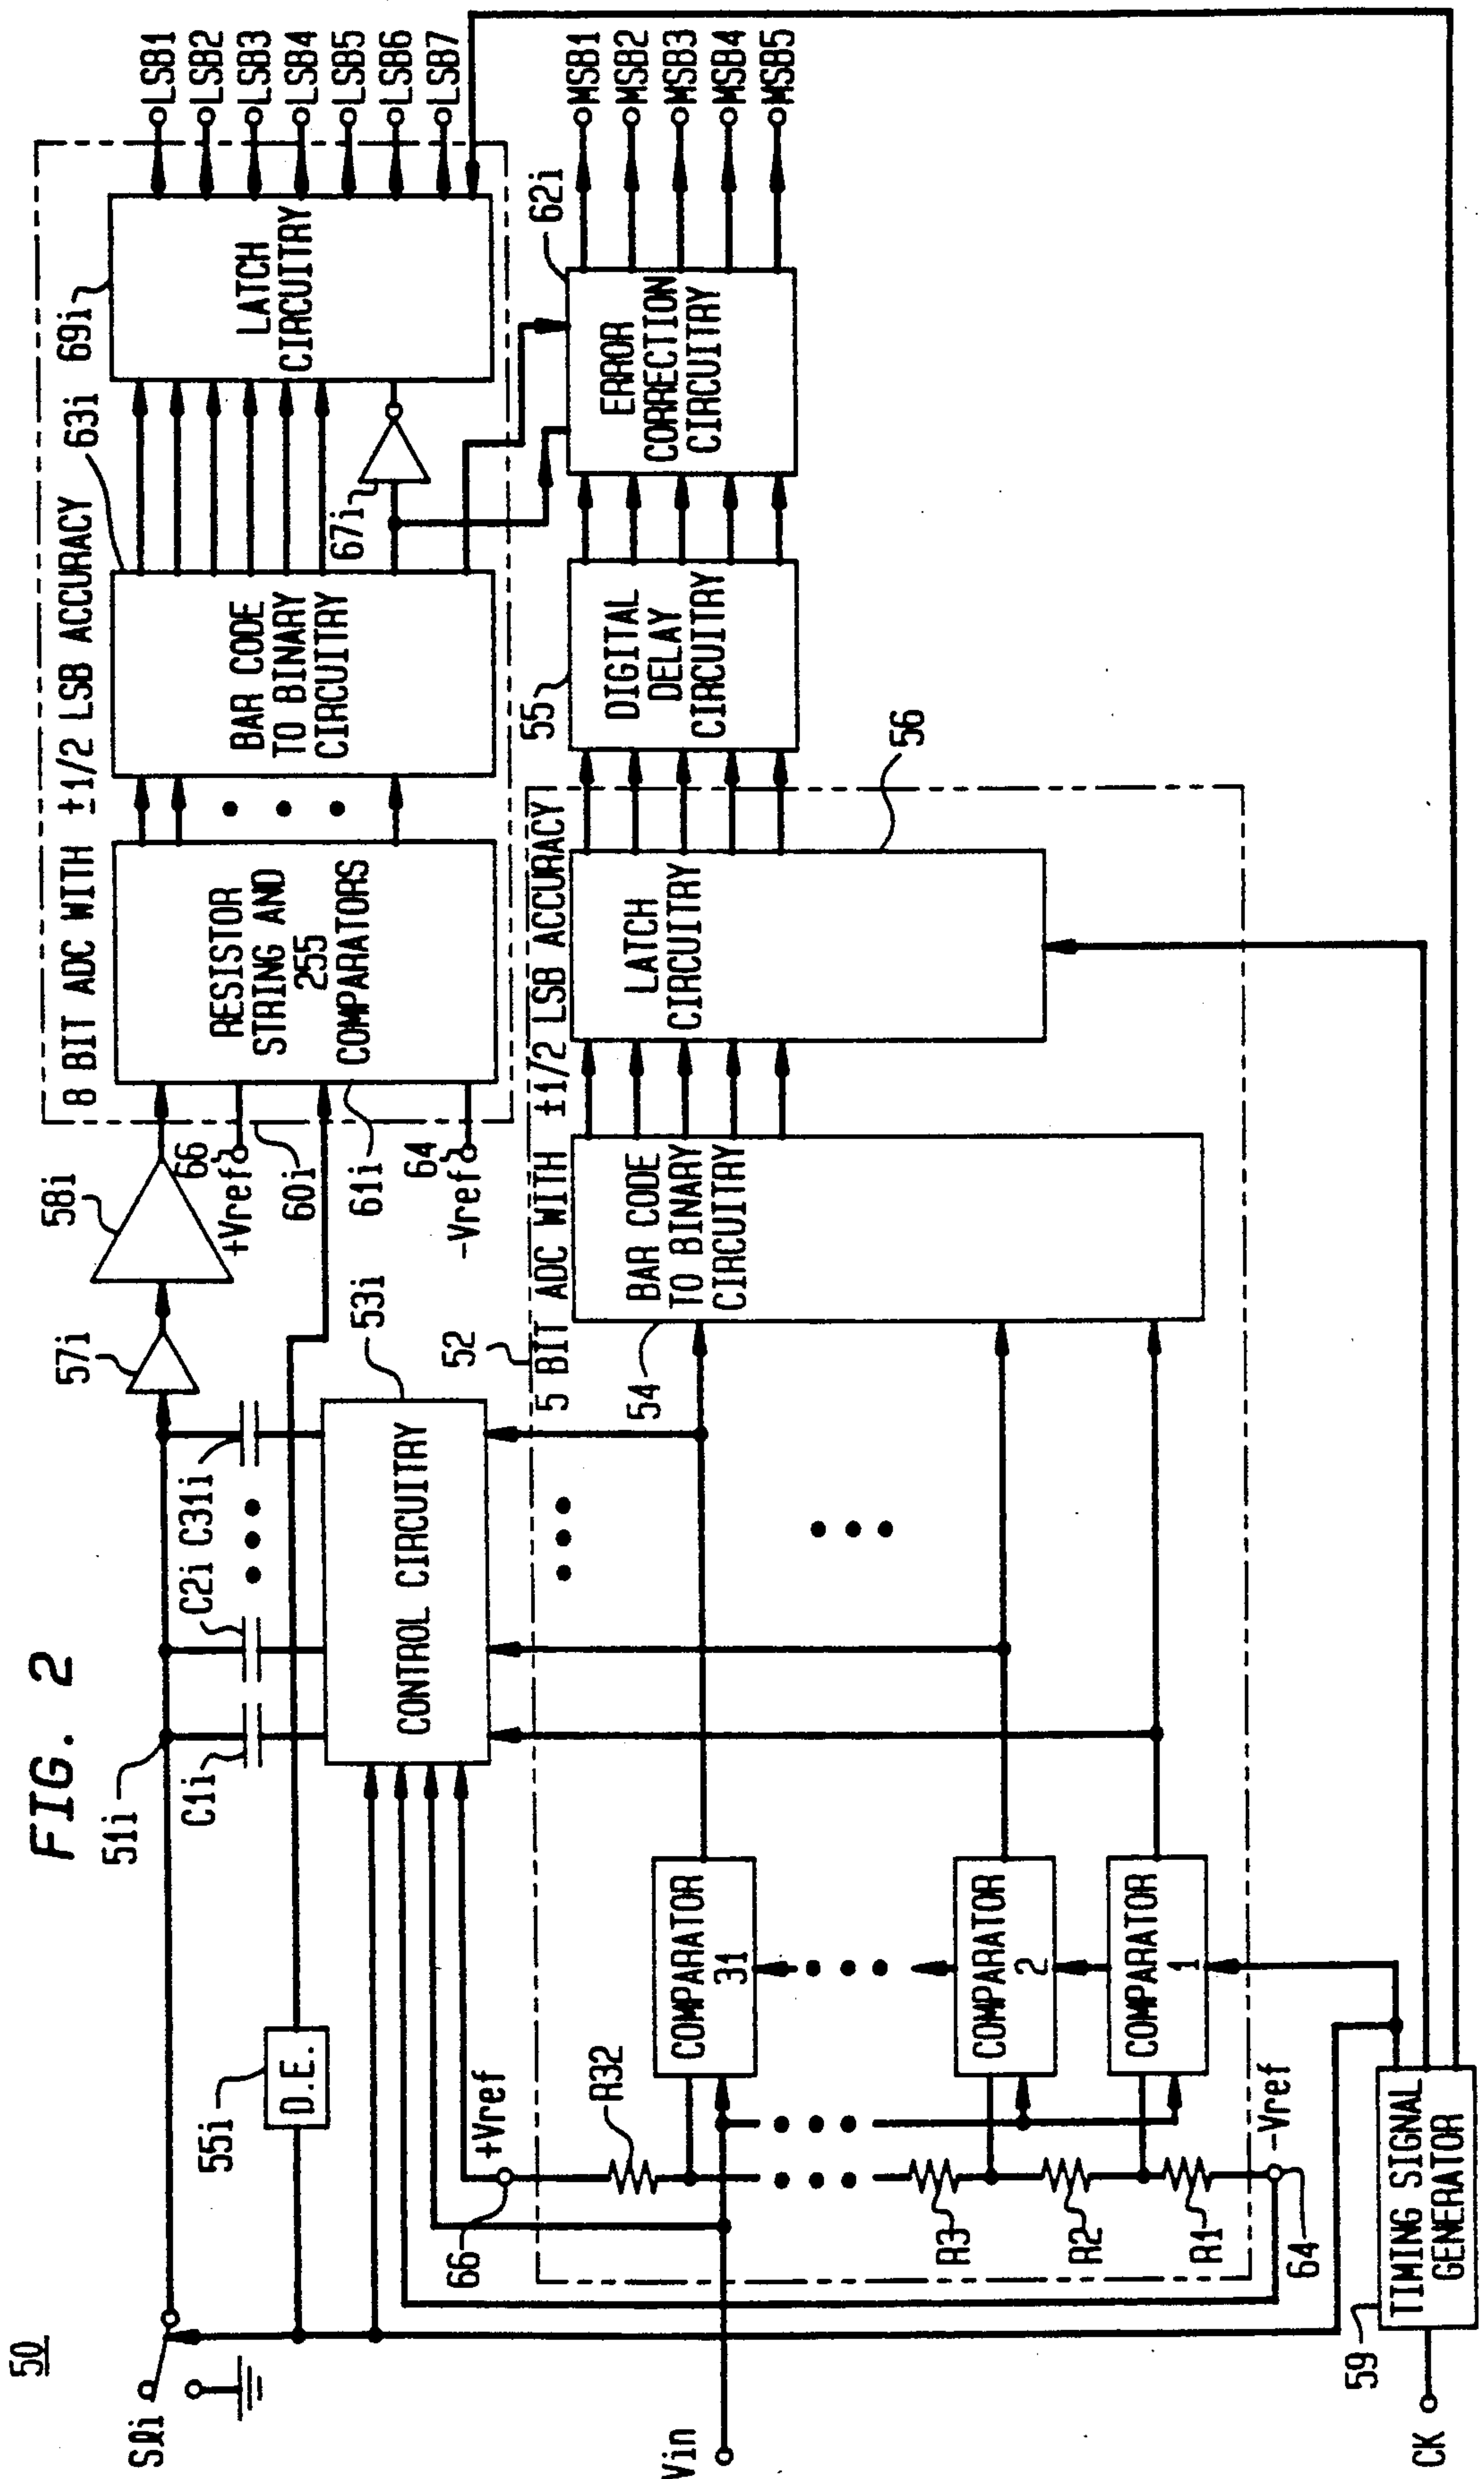 50
FIG. 2
Sℓi
51i
C1i
C2i
C31i
57i
58i
66
+Vref
60i
61i
64
-Vref
8 BIT ADC WITH ±1/2 LSB ACCURACY
RESISTOR
STRING AND
255
COMPARATORS
63i
BAR CODE
TO BINARY
CIRCUITRY
67i
69i
LATCH
CIRCUITRY
LSB1
LSB2
LSB3
LSB4
LSB5
LSB6
LSB7
55i
D.E.
53i
CONTROL CIRCUITRY
52
5 BIT ADC WITH ±1/2 LSB ACCURACY
Vin
66
+Vref
R32
R3
R2
R1
-Vref
64
COMPARATOR
31
COMPARATOR
2
COMPARATOR
1
54
BAR CODE
TO BINARY
CIRCUITRY
LATCH
CIRCUITRY
56
55
DIGITAL
DELAY
CIRCUITRY
62i
ERROR
CORRECTION
CIRCUITRY
MSB1
MSB2
MSB3
MSB4
MSB5
CK
59
TIMING SIGNAL
GENERATOR